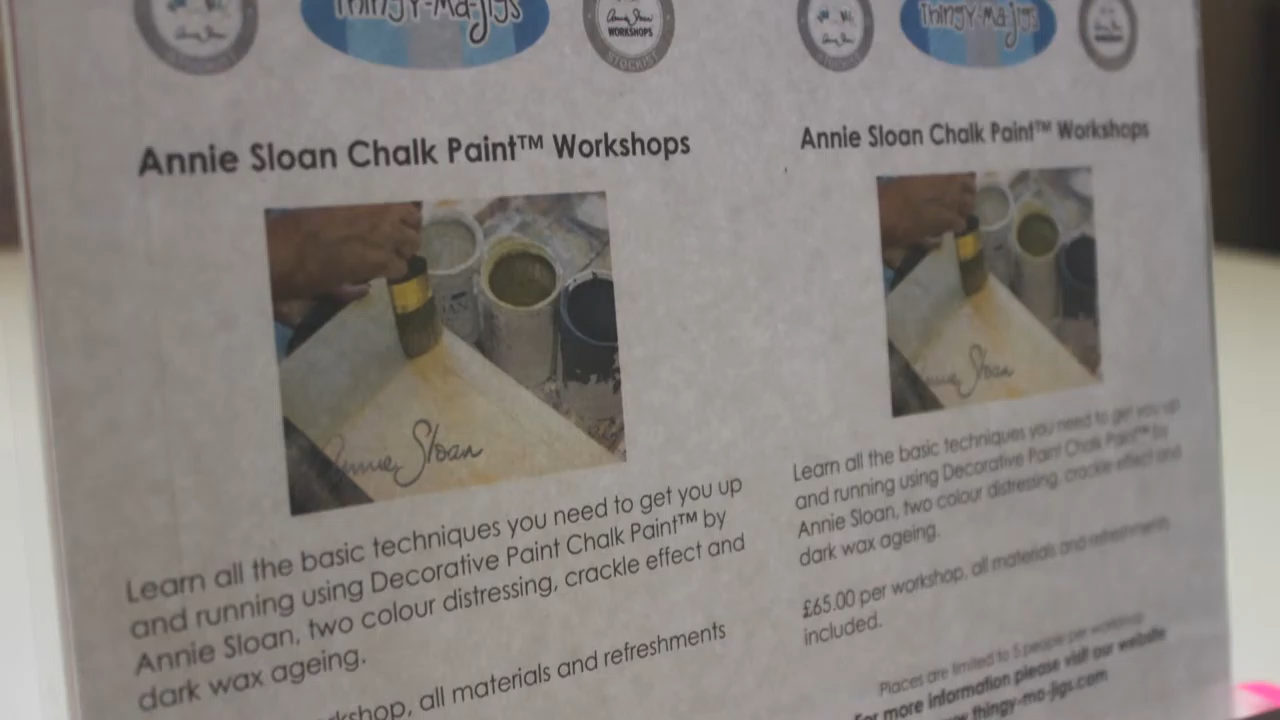 Thingy-Ma-Jigs
Annie Sloan
WORKSHOPS
STOCKIST
Annie Sloan Chalk Paint™ Workshops
Annie Sloan
Learn all the basic techniques you need to get you up
and running using Decorative Paint Chalk Paint™ by
Annie Sloan, two colour distressing, crackle effect and
dark wax ageing.
kshop, all materials and refreshments
Thingy-Ma-Jigs
Annie Sloan Chalk Paint™ Workshops
Annie Sloan
Learn all the basic techniques you need to get you up
and running using Decorative Paint Chalk Paint™ by
Annie Sloan, two colour distressing, crackle effect and
dark wax ageing.
£65.00 per workshop, all materials and refreshments
included.
Places are limited to 5 people per workshop
For more information please visit our website
thingy-ma-jigs.com